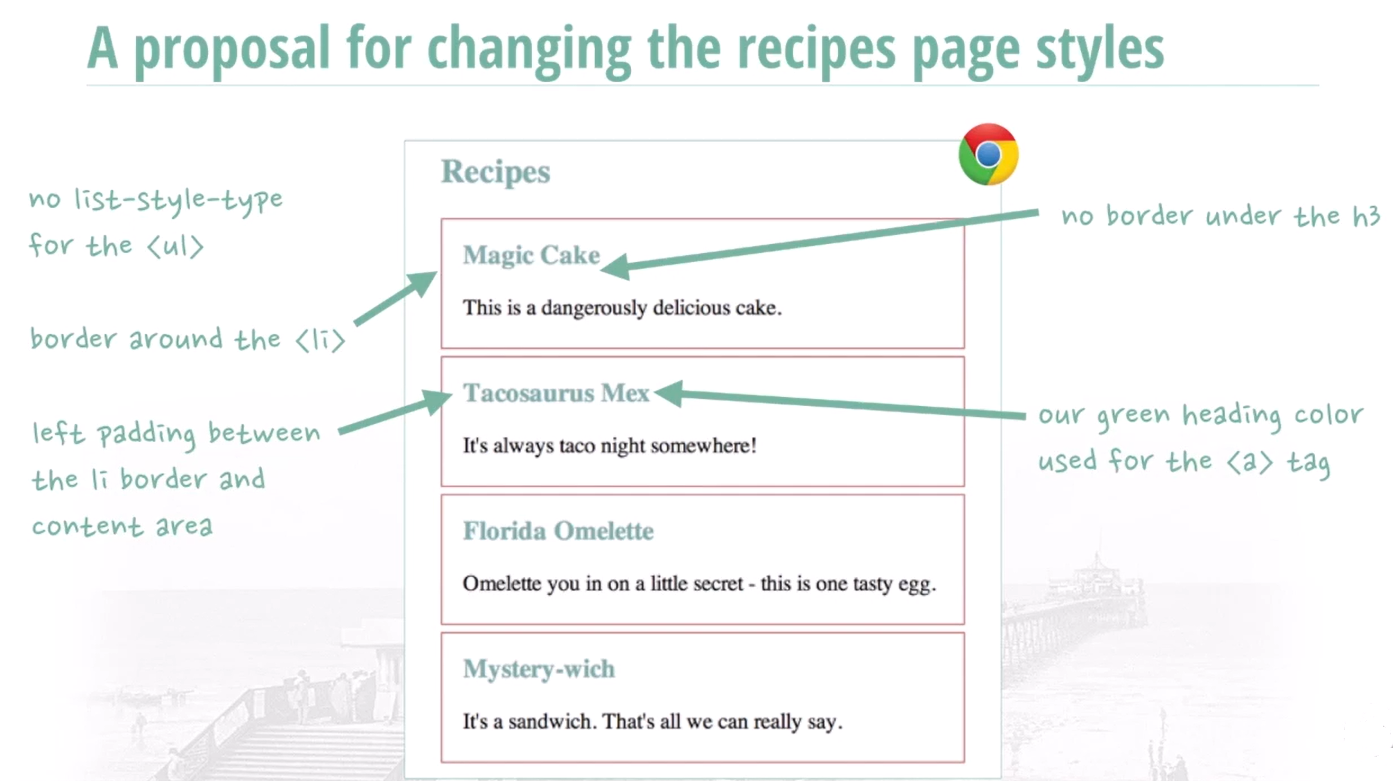 A proposal for changing the recipes page styles
no list-style-type
for the <ul>
border around the <li>
left padding between
the li border and
content area
Recipes
Magic Cake
This is a dangerously delicious cake.
Tacosaurus Mex
It's always taco night somewhere!
Florida Omelette
Omelette you in on a little secret - this is one tasty egg.
Mystery-wich
It's a sandwich. That's all we can really say.
no border under the h3
our green heading color
used for the <a> tag